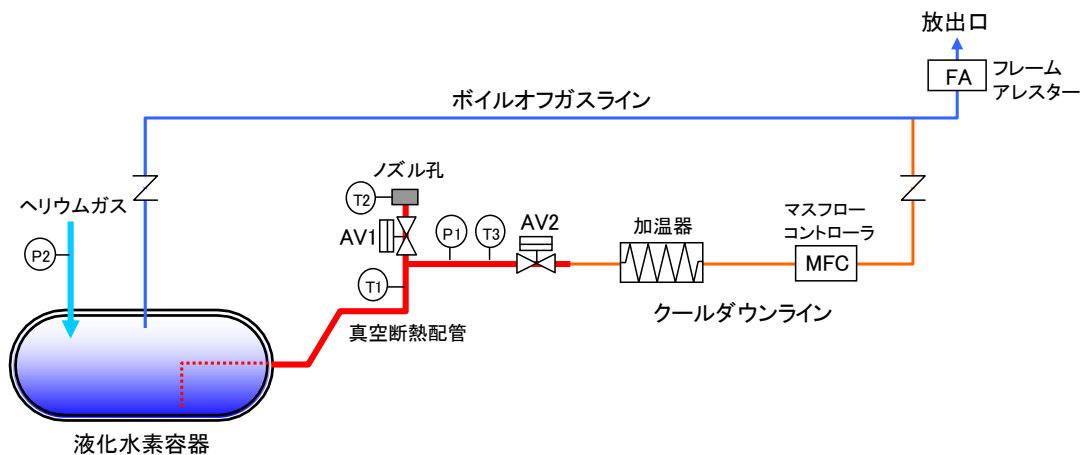 放出口
FA
フレーム
アレスター
ボイルオフガスライン
ノズル孔
T2
ヘリウムガス
AV1
P1
T3
AV2
加温器
マスフロー
コントローラ
P2
MFC
T1
クールダウンライン
真空断熱配管
液化水素容器